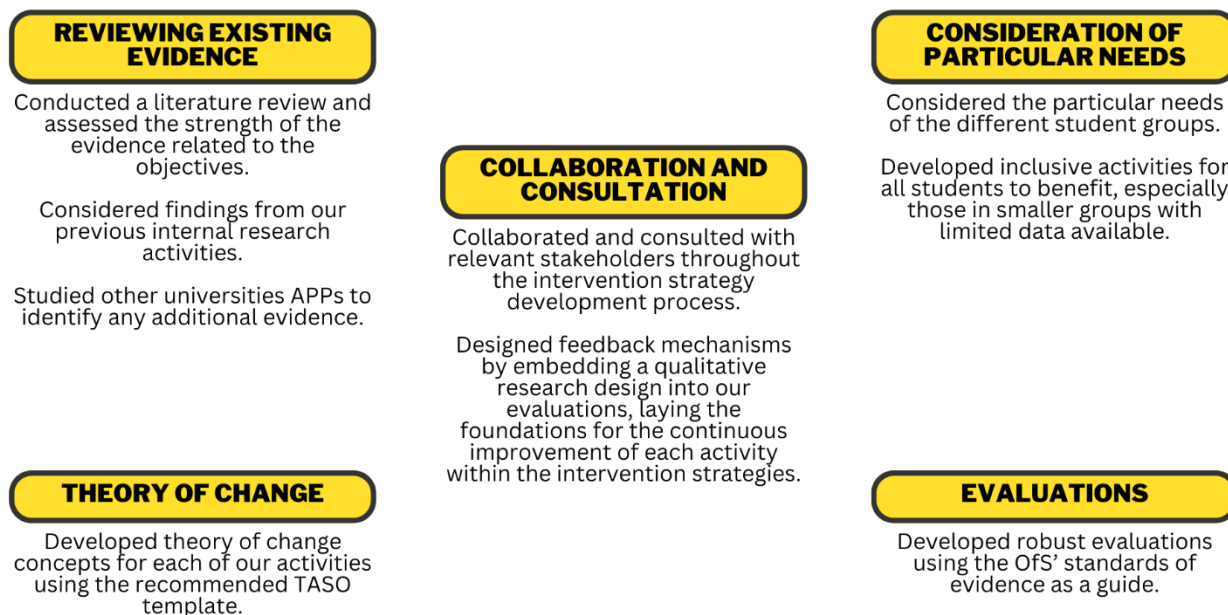 REVIEWING EXISTING
EVIDENCE
Conducted a literature review and
assessed the strength of the
evidence related to the
objectives.
Considered findings from our
previous internal research
activities.
Studied other universities APPs to
identify any additional evidence.
THEORY OF CHANGE
Developed theory of change
concepts for each of our activities
using the recommended TASO
template.
COLLABORATION AND
CONSULTATION
Collaborated and consulted with
relevant stakeholders throughout
the intervention strategy
development process.
Designed feedback mechanisms
by embedding a qualitative
research design into our
evaluations, laying the
foundations for the continuous
improvement of each activity
within the intervention strategies.
CONSIDERATION OF
PARTICULAR NEEDS
Considered the particular needs
of the different student groups.
Developed inclusive activities for
all students to benefit, especially
those in smaller groups with
limited data available.
EVALUATIONS
Developed robust evaluations
using the OfS’ standards of
evidence as a guide.